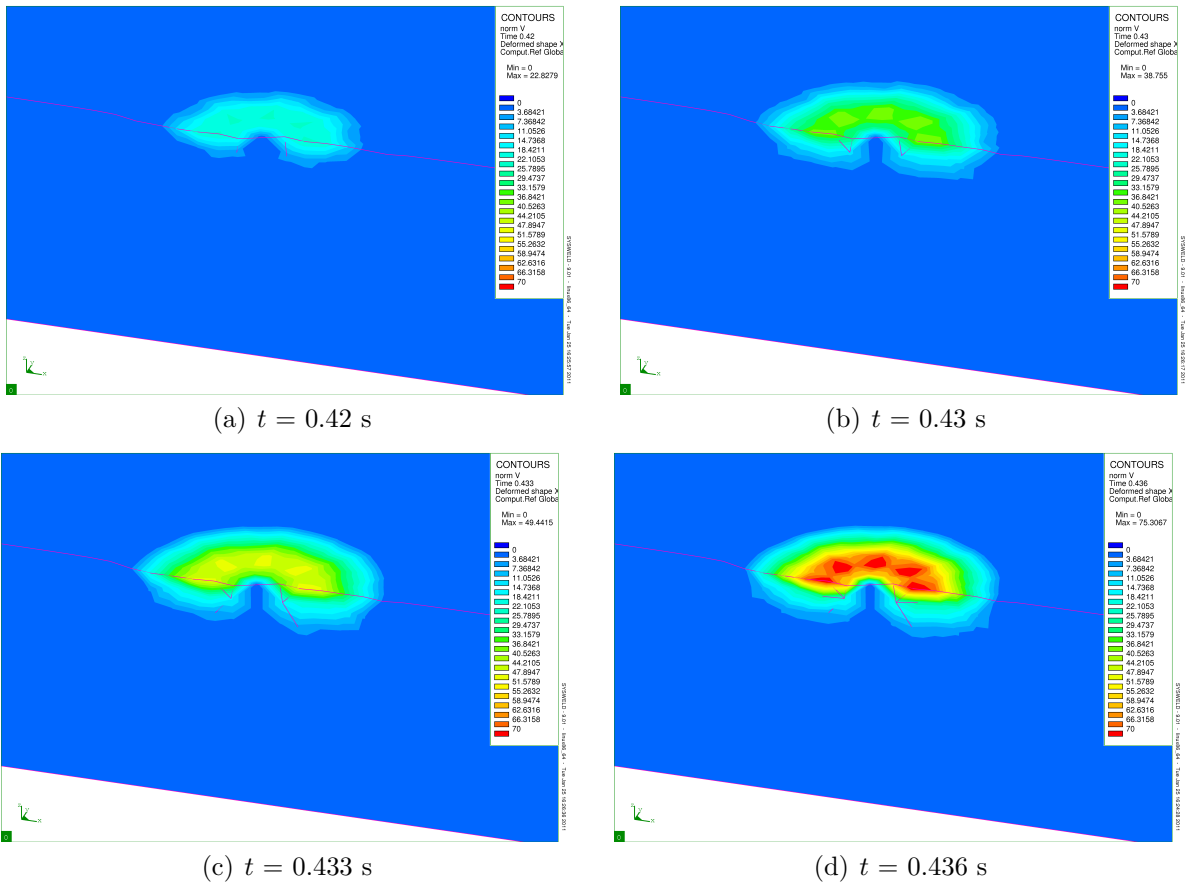 CONTOURS
norm V
Time 0.42
Deformed shape X
Comput.Ref Globa
Min = 0
Max = 22.8279
0
3.68421
7.36842
11.0526
14.7368
18.4211
22.1053
25.7895
29.4737
33.1579
36.8421
40.5263
44.2105
47.8947
51.5789
55.2632
58.9474
62.6316
66.3158
70
z
y
x
0
(a) t = 0.42 s
CONTOURS
norm V
Time 0.43
Deformed shape X
Comput.Ref Globa
Min = 0
Max = 38.755
0
3.68421
7.36842
11.0526
14.7368
18.4211
22.1053
25.7895
29.4737
33.1579
36.8421
40.5263
44.2105
47.8947
51.5789
55.2632
58.9474
62.6316
66.3158
70
z
y
x
0
(b) t = 0.43 s
CONTOURS
norm V
Time 0.433
Deformed shape X
Comput.Ref Globa
Min = 0
Max = 49.4415
0
3.68421
7.36842
11.0526
14.7368
18.4211
22.1053
25.7895
29.4737
33.1579
36.8421
40.5263
44.2105
47.8947
51.5789
55.2632
58.9474
62.6316
66.3158
70
z
y
x
0
(c) t = 0.433 s
CONTOURS
norm V
Time 0.436
Deformed shape X
Comput.Ref Globa
Min = 0
Max = 75.3067
0
3.68421
7.36842
11.0526
14.7368
18.4211
22.1053
25.7895
29.4737
33.1579
36.8421
40.5263
44.2105
47.8947
51.5789
55.2632
58.9474
62.6316
66.3158
70
z
y
x
0
(d) t = 0.436 s